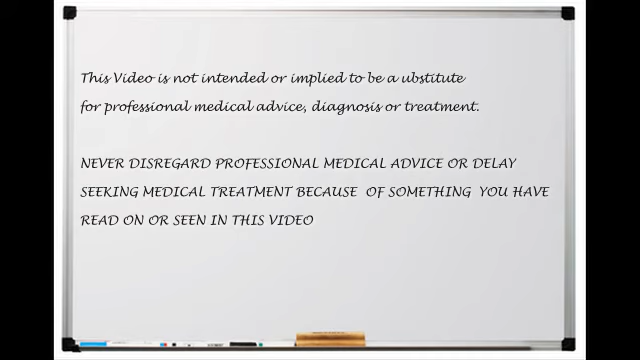 This Video is not intended or implied to be a ubstitute
for professional medical advice, diagnosis or treatment.
NEVER DISREGARD PROFESSIONAL MEDICAL ADVICE OR DELAY
SEEKING MEDICAL TREATMENT BECAUSE OF SOMETHING YOU HAVE
READ ON OR SEEN IN THIS VIDEO